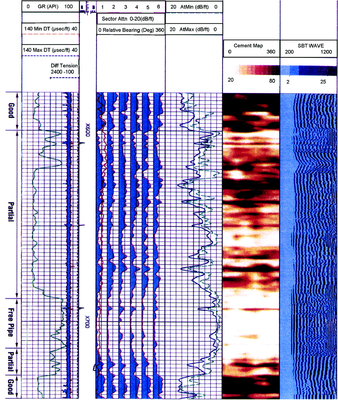 0 GR (API) 100
140 Min DT (μsec/ft) 40
140 Max DT (μsec/ft) 40
Diff Tension
2400 -100
1 2 3 4 5 6
Sector Attn 0-20(dB/ft)
0 Relative Bearing (Deg) 360
20 AtMin (dB/ft) 0
20 AtMax (dB/ft) 0
Cement Map
0 360
20 80
SBT WAVE
200 1200
2 25
Good
Partial
Free Pipe
Partial
Good
X600
X700